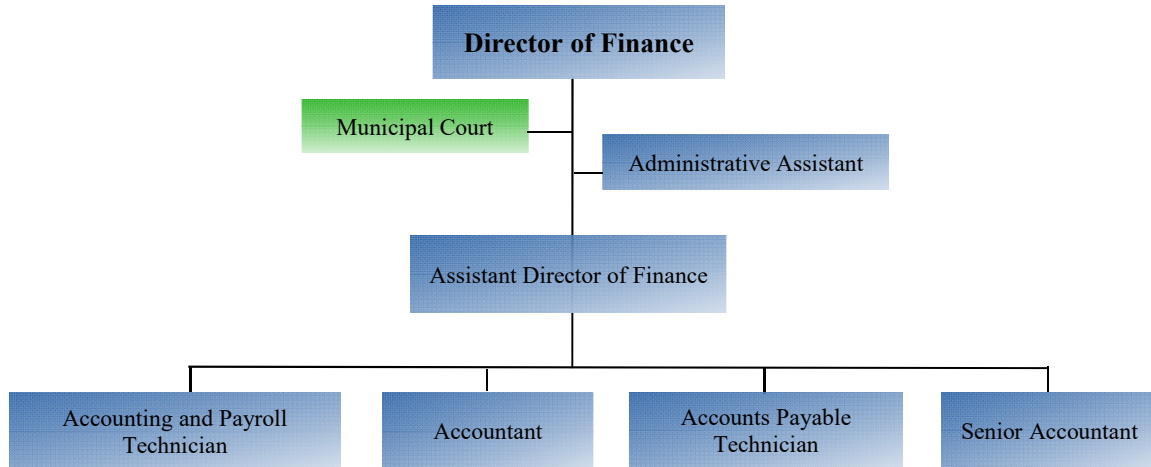 Director of Finance
Municipal Court
Administrative Assistant
Assistant Director of Finance
Accounting and Payroll
Technician
Accountant
Accounts Payable
Technician
Senior Accountant